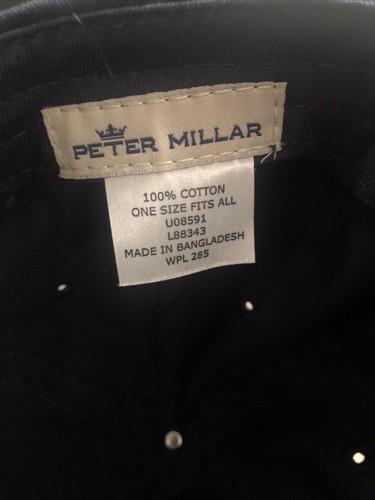 PETER MILLAR
100% COTTON
ONE SIZE FITS ALL
U08591
L88343
MADE IN BANGLADESH
WPL 285